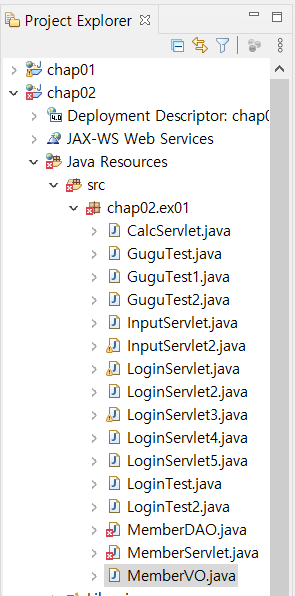 Project Explorer
chap01
chap02
Deployment Descriptor: chap0
JAX-WS Web Services
Java Resources
src
chap02.ex01
CalcServlet.java
GuguTest.java
GuguTest1.java
GuguTest2.java
InputServlet.java
InputServlet2.java
LoginServlet.java
LoginServlet2.java
LoginServlet3.java
LoginServlet4.java
LoginServlet5.java
LoginTest.java
LoginTest2.java
MemberDAO.java
MemberServlet.java
MemberVO.java